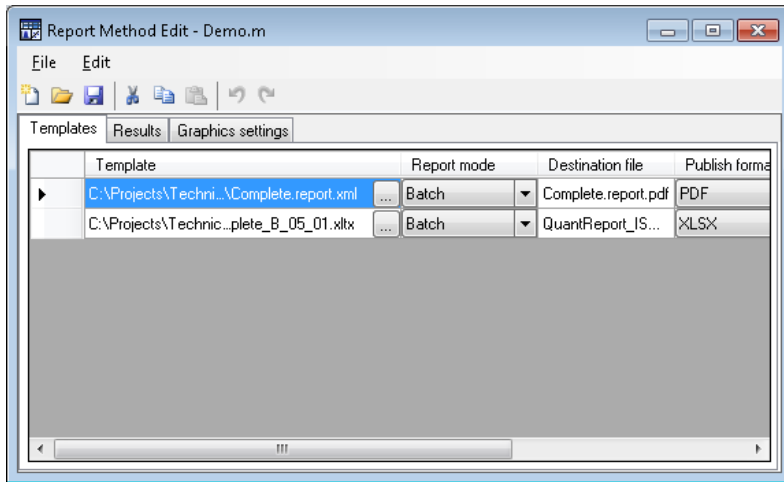 Report Method Edit - Demo.m
File Edit
Templates Results Graphics settings
Template Report mode Destination file Publish forma
C:\Projects\Techni...\Complete.report.xml ... Batch Complete.report.pdf PDF
C:\Projects\Technic...plete_B_05_01.xltx ... Batch QuantReport_IS... XLSX